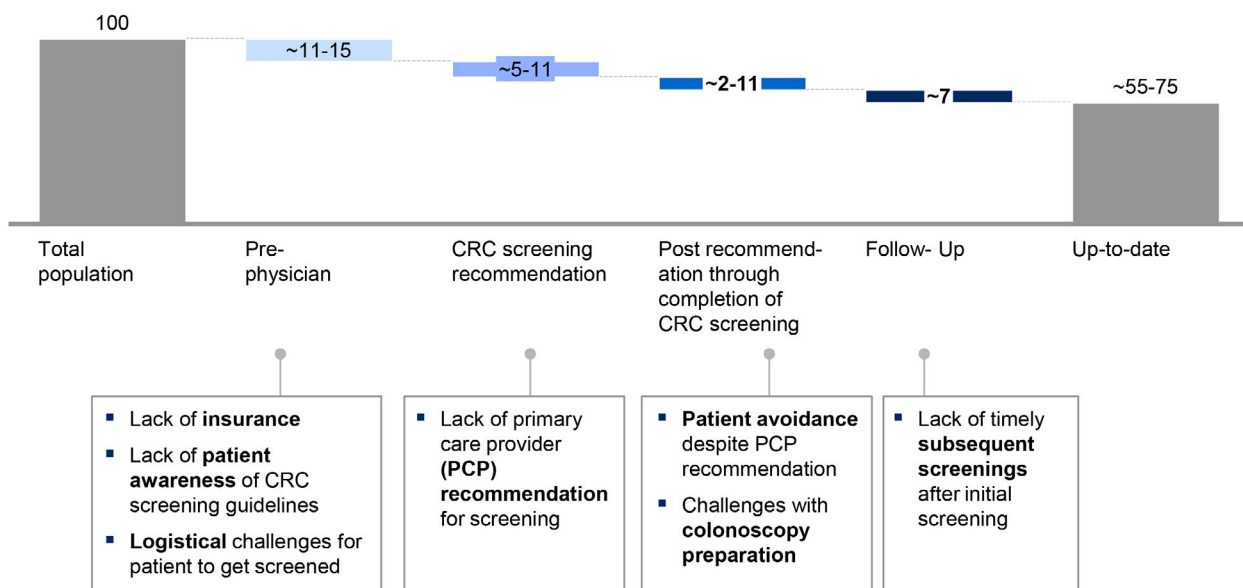 100
~11-15
~5-11
~2-11
~7
~55-75
Total
population
Pre-
physician
CRC screening
recommendation
Post recommend-
ation through
completion of
CRC screening
Follow- Up
Up-to-date
▪ Lack of insurance
▪ Lack of patient
awareness of CRC
screening guidelines
▪ Logistical challenges for
patient to get screened
▪ Lack of primary
care provider
(PCP)
recommendation
for screening
▪ Patient avoidance
despite PCP
recommendation
▪ Challenges with
colonoscopy
preparation
▪ Lack of timely
subsequent
screenings
after initial
screening